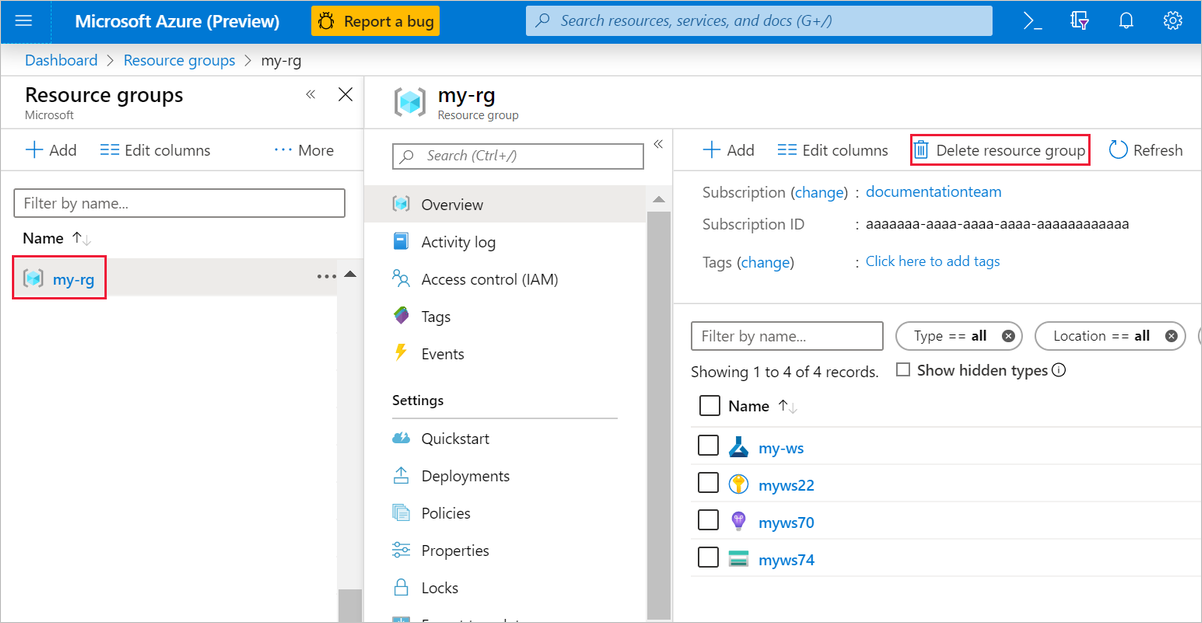 Microsoft Azure (Preview)
Report a bug
Search resources, services, and docs (G+/)
Dashboard > Resource groups > my-rg
Resource groups
Microsoft
Add
Edit columns
More
Filter by name...
Name
my-rg
my-rg
Resource group
Search (Ctrl+/)
Overview
Activity log
Access control (IAM)
Tags
Events
Settings
Quickstart
Deployments
Policies
Properties
Locks
Add
Edit columns
Delete resource group
Refresh
Subscription (change) : documentationteam
Subscription ID : aaaaaaa-aaaa-aaaa-aaaa-aaaaaaaaaaaa
Tags (change) : Click here to add tags
Filter by name...
Type == all
Location == all
Showing 1 to 4 of 4 records.
Show hidden types
Name
my-ws
myws22
myws70
myws74